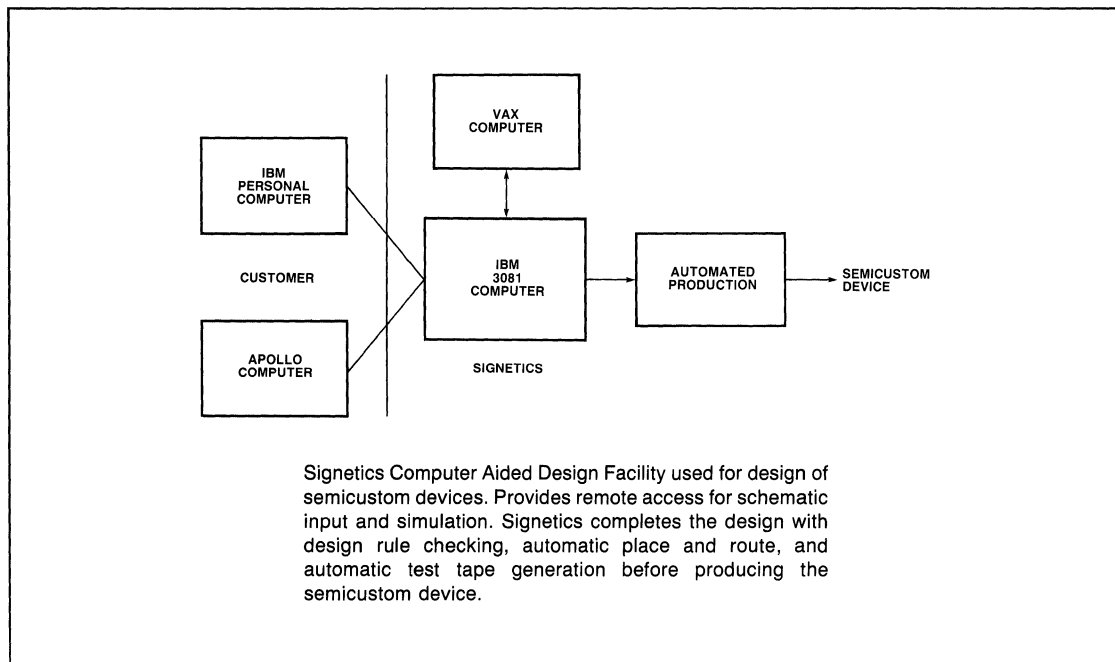 VAX
COMPUTER
IBM
PERSONAL
COMPUTER
CUSTOMER
IBM
3081
COMPUTER
AUTOMATED
PRODUCTION
SEMICUSTOM
DEVICE
APOLLO
COMPUTER
SIGNETICS
Signetics Computer Aided Design Facility used for design of
semicustom devices. Provides remote access for schematic
input and simulation. Signetics completes the design with
design rule checking, automatic place and route, and
automatic test tape generation before producing the
semicustom device.